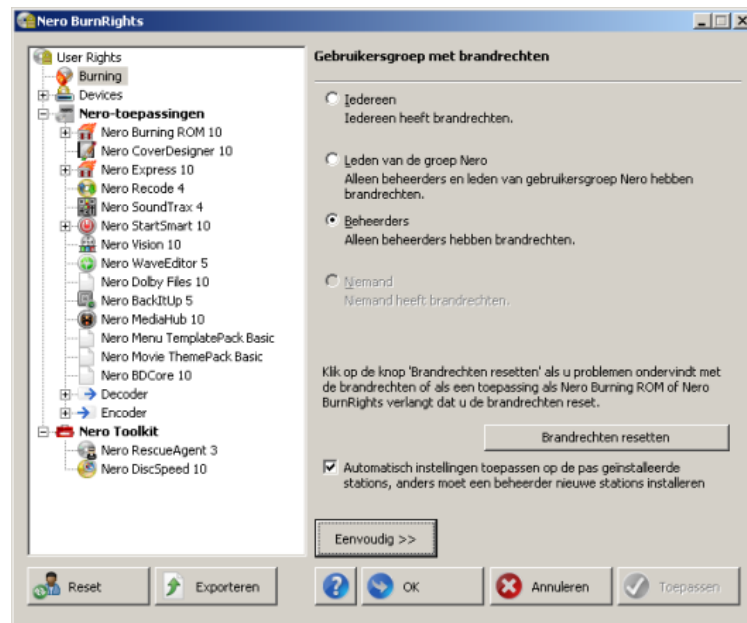 Nero BurnRights
User Rights
Burning
Devices
Nero-toepassingen
Nero Burning ROM 10
Nero CoverDesigner 10
Nero Express 10
Nero Recode 4
Nero SoundTrax 4
Nero StartSmart 10
Nero Vision 10
Nero WaveEditor 5
Nero Dolby Files 10
Nero BackItUp 5
Nero MediaHub 10
Nero Menu TemplatePack Basic
Nero Movie ThemePack Basic
Nero BDCore 10
Decoder
Encoder
Nero Toolkit
Nero RescueAgent 3
Nero DiscSpeed 10
Gebruikersgroep met brandrechten
Iedereen
Iedereen heeft brandrechten.
Leden van de groep Nero
Alleen beheerders en leden van gebruikersgroep Nero hebben
brandrechten.
Beheerders
Alleen beheerders hebben brandrechten.
Niemand
Niemand heeft brandrechten.
Klik op de knop 'Brandrechten resetten' als u problemen ondervindt met
de brandrechten of als een toepassing als Nero Burning ROM of Nero
BurnRights verlangt dat u de brandrechten reset.
Brandrechten resetten
Automatisch instellingen toepassen op de pas geïnstalleerde
stations, anders moet een beheerder nieuwe stations installeren
Eenvoudig >>
Reset
Exporteren
OK
Annuleren
Toepassen